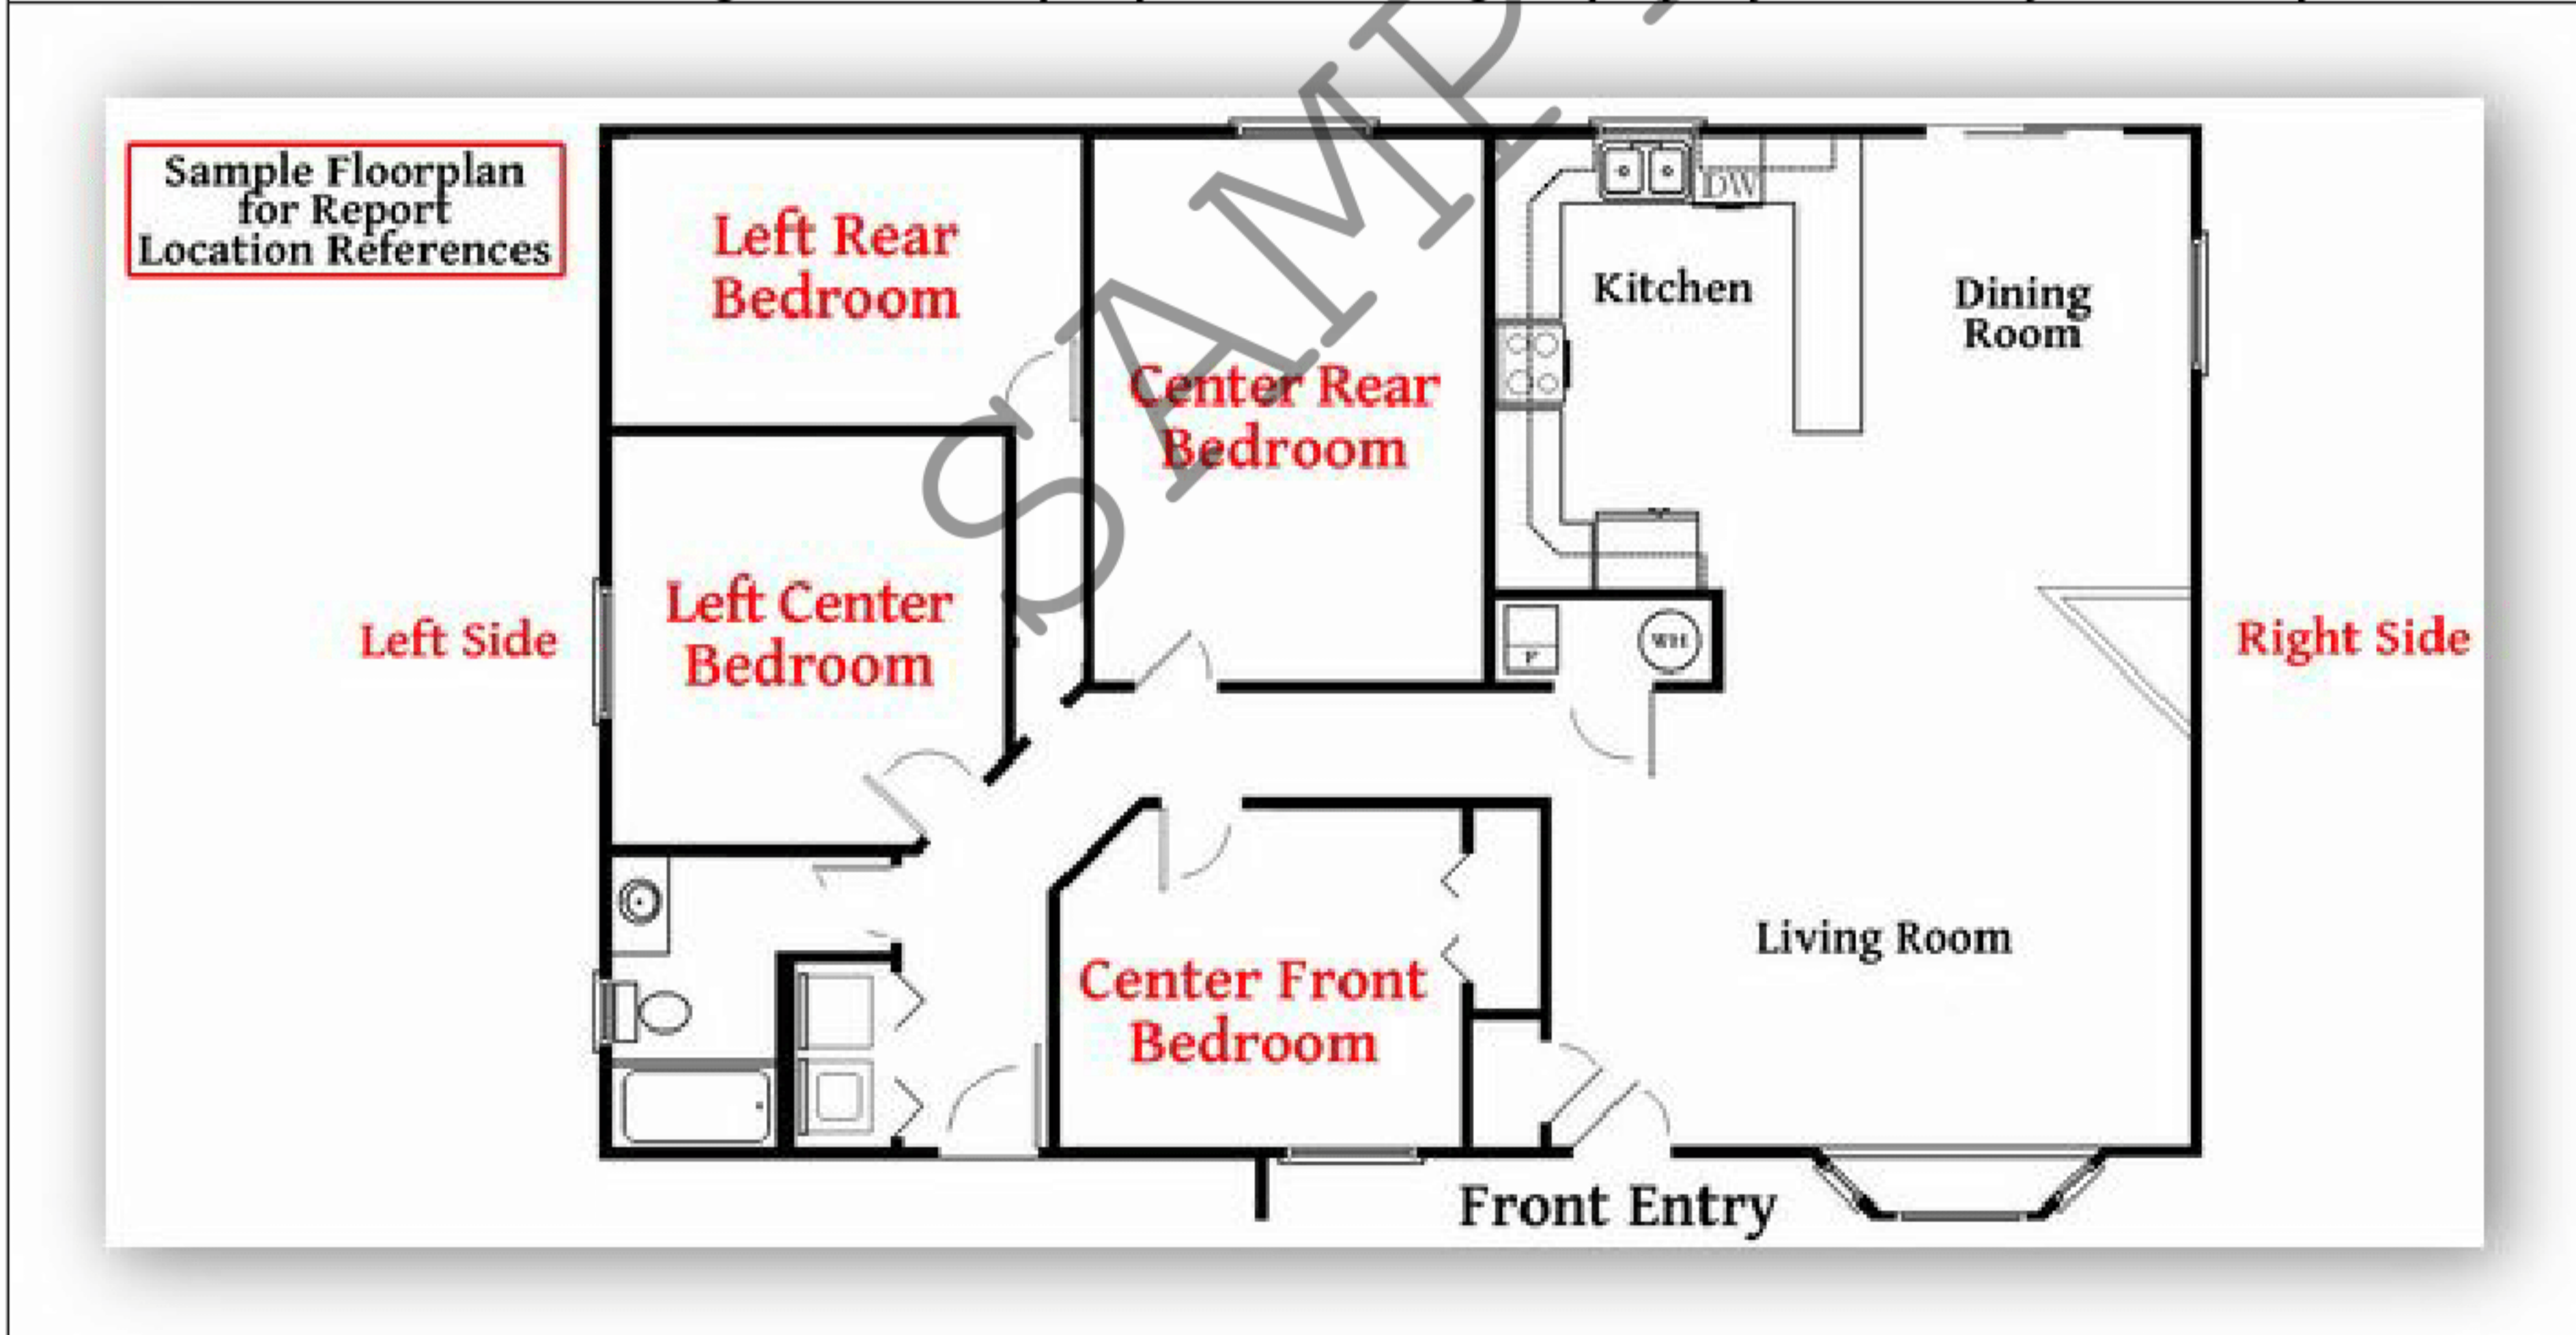 Sample Floorplan
for Report
Location References
Left Rear
Bedroom
Center Rear
Bedroom
DW
Kitchen
Dining
Room
Left Side
Left Center
Bedroom
F
WH
Right Side
Center Front
Bedroom
Living Room
Front Entry